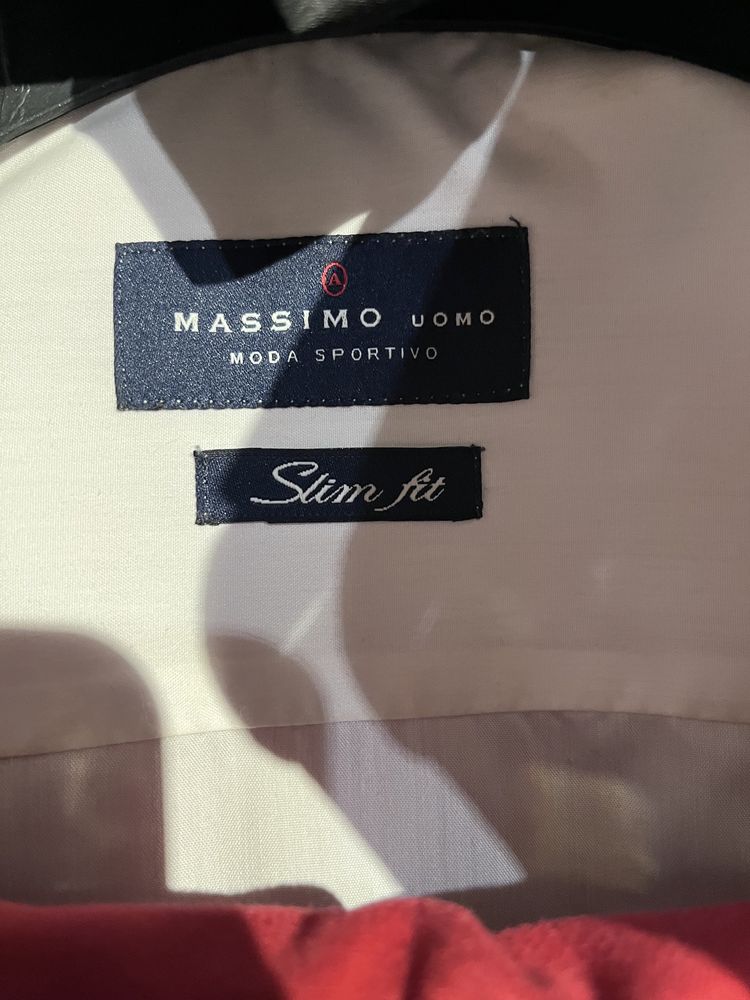 A
MASSIMO UOMO
MODA SPORTIVO
Slim fit